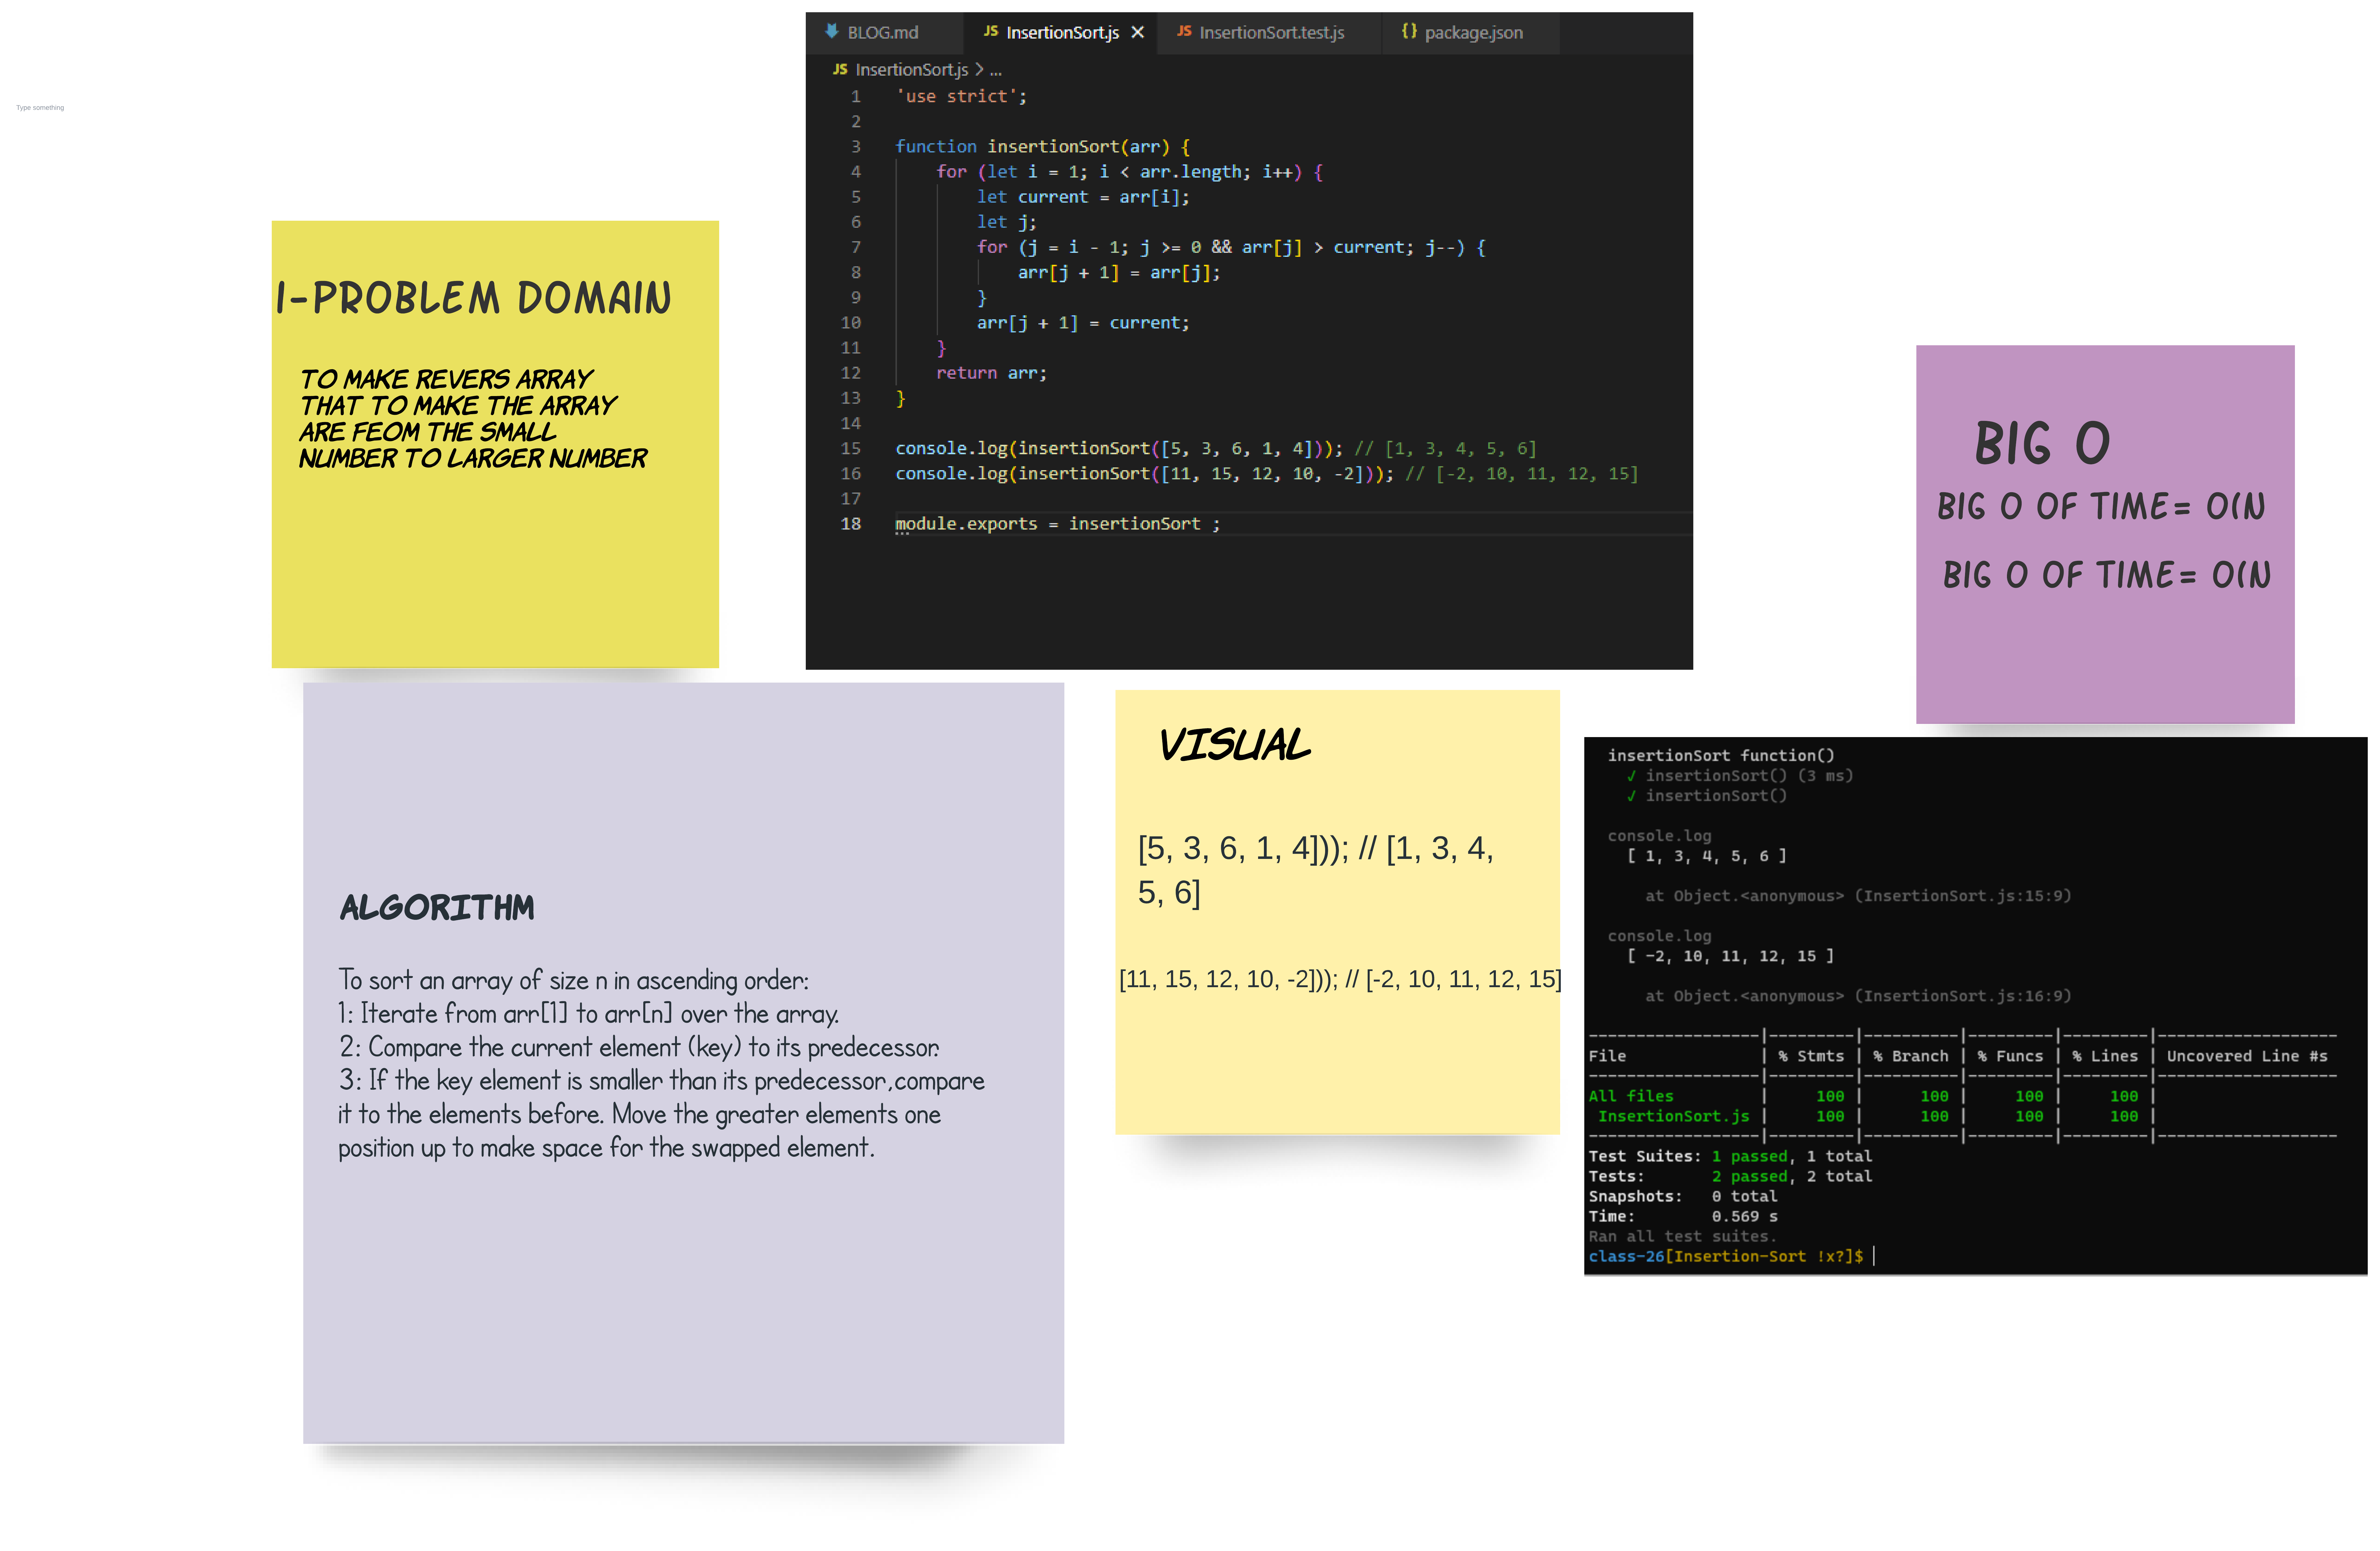 Type something
1-PROBLEM DOMAIN
TO MAKE REVERS ARRAY
THAT TO MAKE THE ARRAY
ARE FEOM THE SMALL
NUMBER TO LARGER NUMBER
BLOG.md
JS InsertionSort.js ×
JS InsertionSort.test.js
{} package.json
JS InsertionSort.js > ...
1 'use strict';
2
3 function insertionSort(arr) {
4 for (let i = 1; i < arr.length; i++) {
5 let current = arr[i];
6 let j;
7 for (j = i - 1; j >= 0 && arr[j] > current; j--) {
8 arr[j + 1] = arr[j];
9 }
10 arr[j + 1] = current;
11 }
12 return arr;
13 }
14
15 console.log(insertionSort([5, 3, 6, 1, 4])); // [1, 3, 4, 5, 6]
16 console.log(insertionSort([11, 15, 12, 10, -2])); // [-2, 10, 11, 12, 15]
17
18 module.exports = insertionSort ;
BIG O
BIG O OF TIME= O(N
BIG O OF TIME= O(N
ALGORITHM
To sort an array of size n in ascending order:
1: Iterate from arr[1] to arr[n] over the array.
2: Compare the current element (key) to its predecessor.
3: If the key element is smaller than its predecessor,compare
it to the elements before. Move the greater elements one
position up to make space for the swapped element.
VISUAL
[5, 3, 6, 1, 4])); // [1, 3, 4,
5, 6]
[11, 15, 12, 10, -2])); // [-2, 10, 11, 12, 15]
insertionSort function()
✓ insertionSort() (3 ms)
✓ insertionSort()
console.log
[ 1, 3, 4, 5, 6 ]
at Object.<anonymous> (InsertionSort.js:15:9)
console.log
[ -2, 10, 11, 12, 15 ]
at Object.<anonymous> (InsertionSort.js:16:9)
------------------|---------|----------|---------|---------|-------------------
File | % Stmts | % Branch | % Funcs | % Lines | Uncovered Line #s
------------------|---------|----------|---------|---------|-------------------
All files | 100 | 100 | 100 | 100 |
InsertionSort.js | 100 | 100 | 100 | 100 |
------------------|---------|----------|---------|---------|-------------------
Test Suites: 1 passed, 1 total
Tests: 2 passed, 2 total
Snapshots: 0 total
Time: 0.569 s
Ran all test suites.
class-26[Insertion-Sort !x?]$